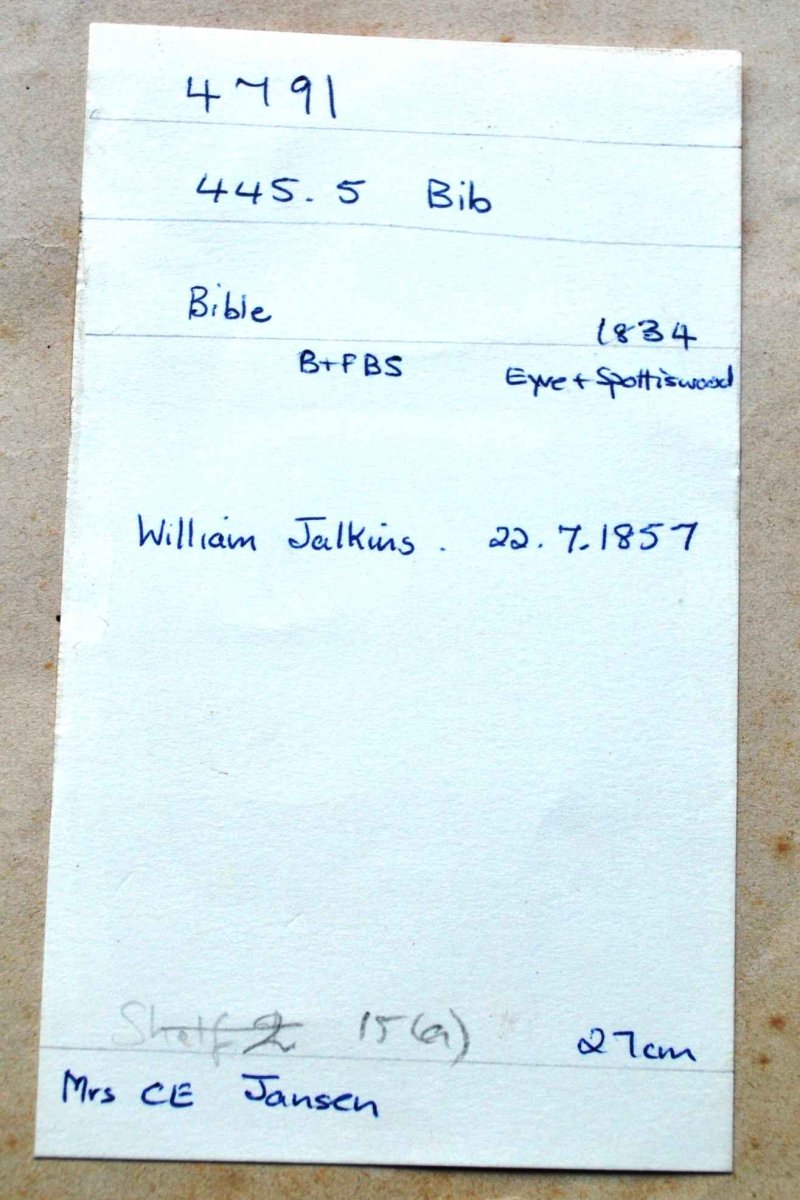 4791
445.5 Bib
Bible 1834
B+FBS Eyre + Spottiswood
William Jalkins. 22.7.1857
Shelf 2 15(a) 27cm
Mrs CE Jansen